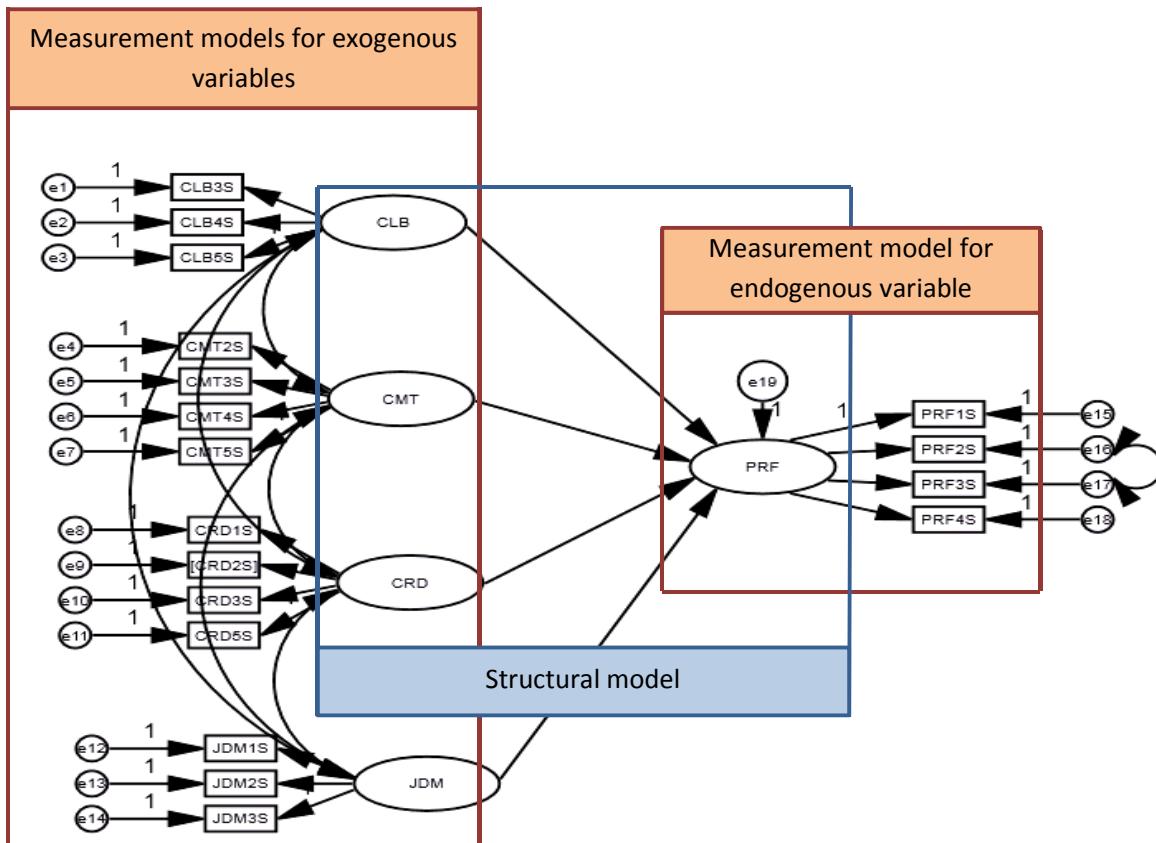 Measurement models for exogenous
variables
1
e1
CLB3S
1
e2
CLB4S
1
e3
CLB5S
CLB
Measurement model for
endogenous variable
1
e4
CMT2S
1
e5
CMT3S
1
e6
CMT4S
1
e7
CMT5S
CMT
e19
1
PRF
1
PRF1S
1
e15
PRF2S
1
e16
PRF3S
1
e17
PRF4S
1
e18
1
e8
CRD1S
1
e9
[CRD2S]
1
e10
CRD3S
1
e11
CRD5S
CRD
Structural model
1
e12
JDM1S
1
e13
JDM2S
1
e14
JDM3S
JDM